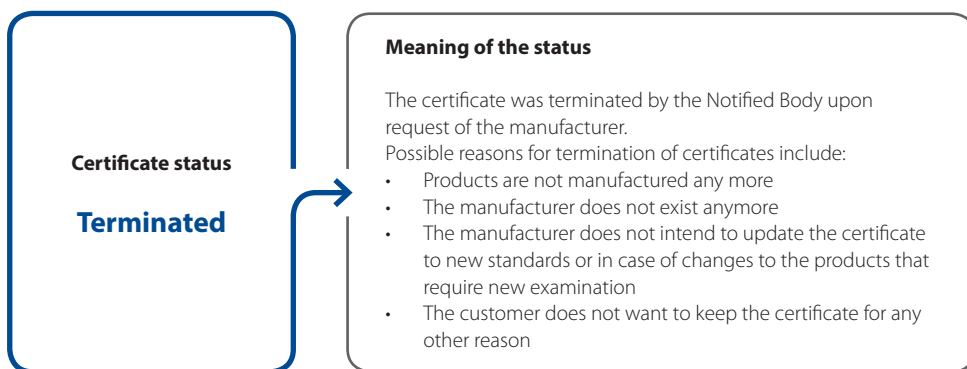 Certificate status
Terminated
Meaning of the status
The certificate was terminated by the Notified Body upon
request of the manufacturer.
Possible reasons for termination of certificates include:
• Products are not manufactured any more
• The manufacturer does not exist anymore
• The manufacturer does not intend to update the certificate
to new standards or in case of changes to the products that
require new examination
• The customer does not want to keep the certificate for any
other reason